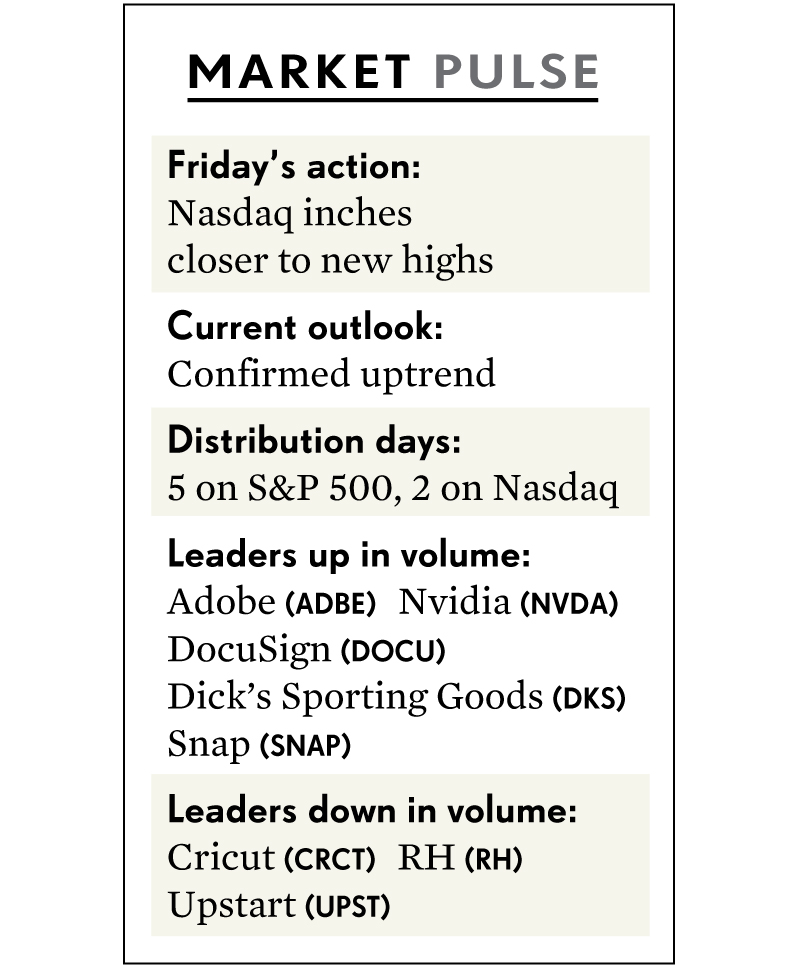 MARKET PULSE
Friday’s action:
Nasdaq inches
closer to new highs
Current outlook:
Confirmed uptrend
Distribution days:
5 on S&P 500, 2 on Nasdaq
Leaders up in volume:
Adobe (ADBE) Nvidia (NVDA)
DocuSign (DOCU)
Dick’s Sporting Goods (DKS)
Snap (SNAP)
Leaders down in volume:
Cricut (CRCT) RH (RH)
Upstart (UPST)